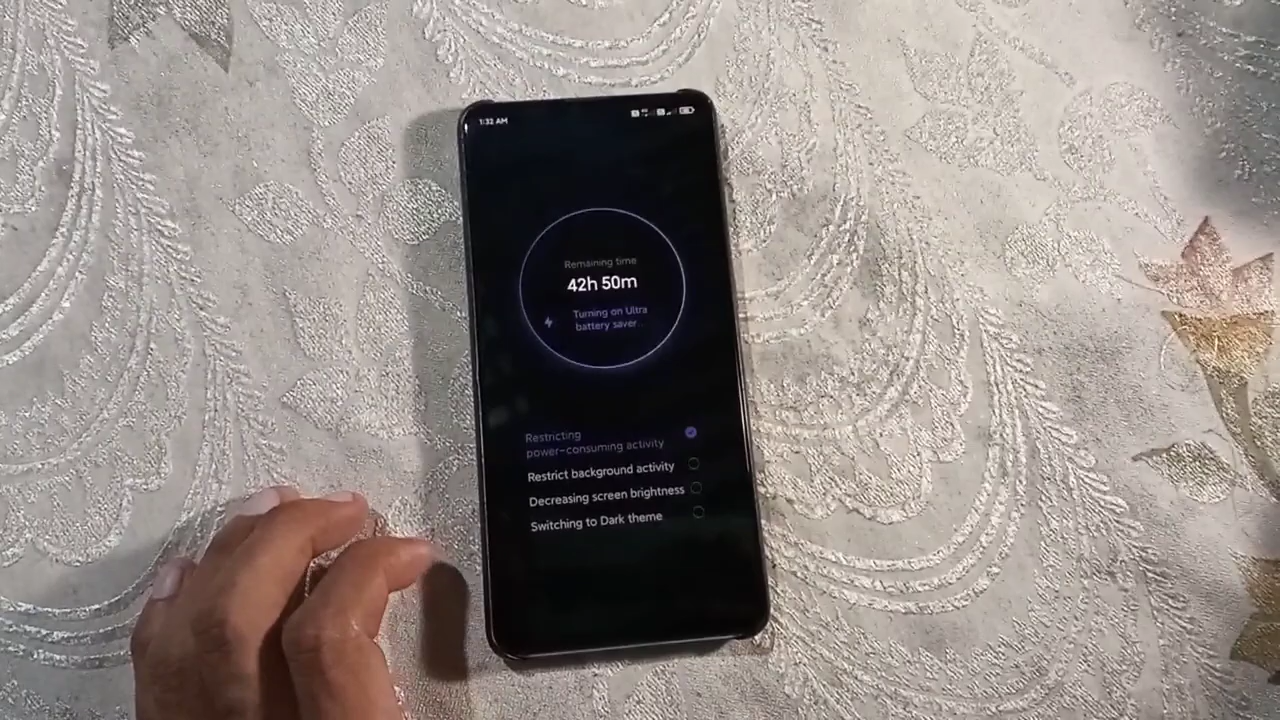 1:32 AM
Remaining time
42h 50m
Turning on Ultra
battery saver..
Restricting
power-consuming activity
Restrict background activity
Decreasing screen brightness
Switching to Dark theme